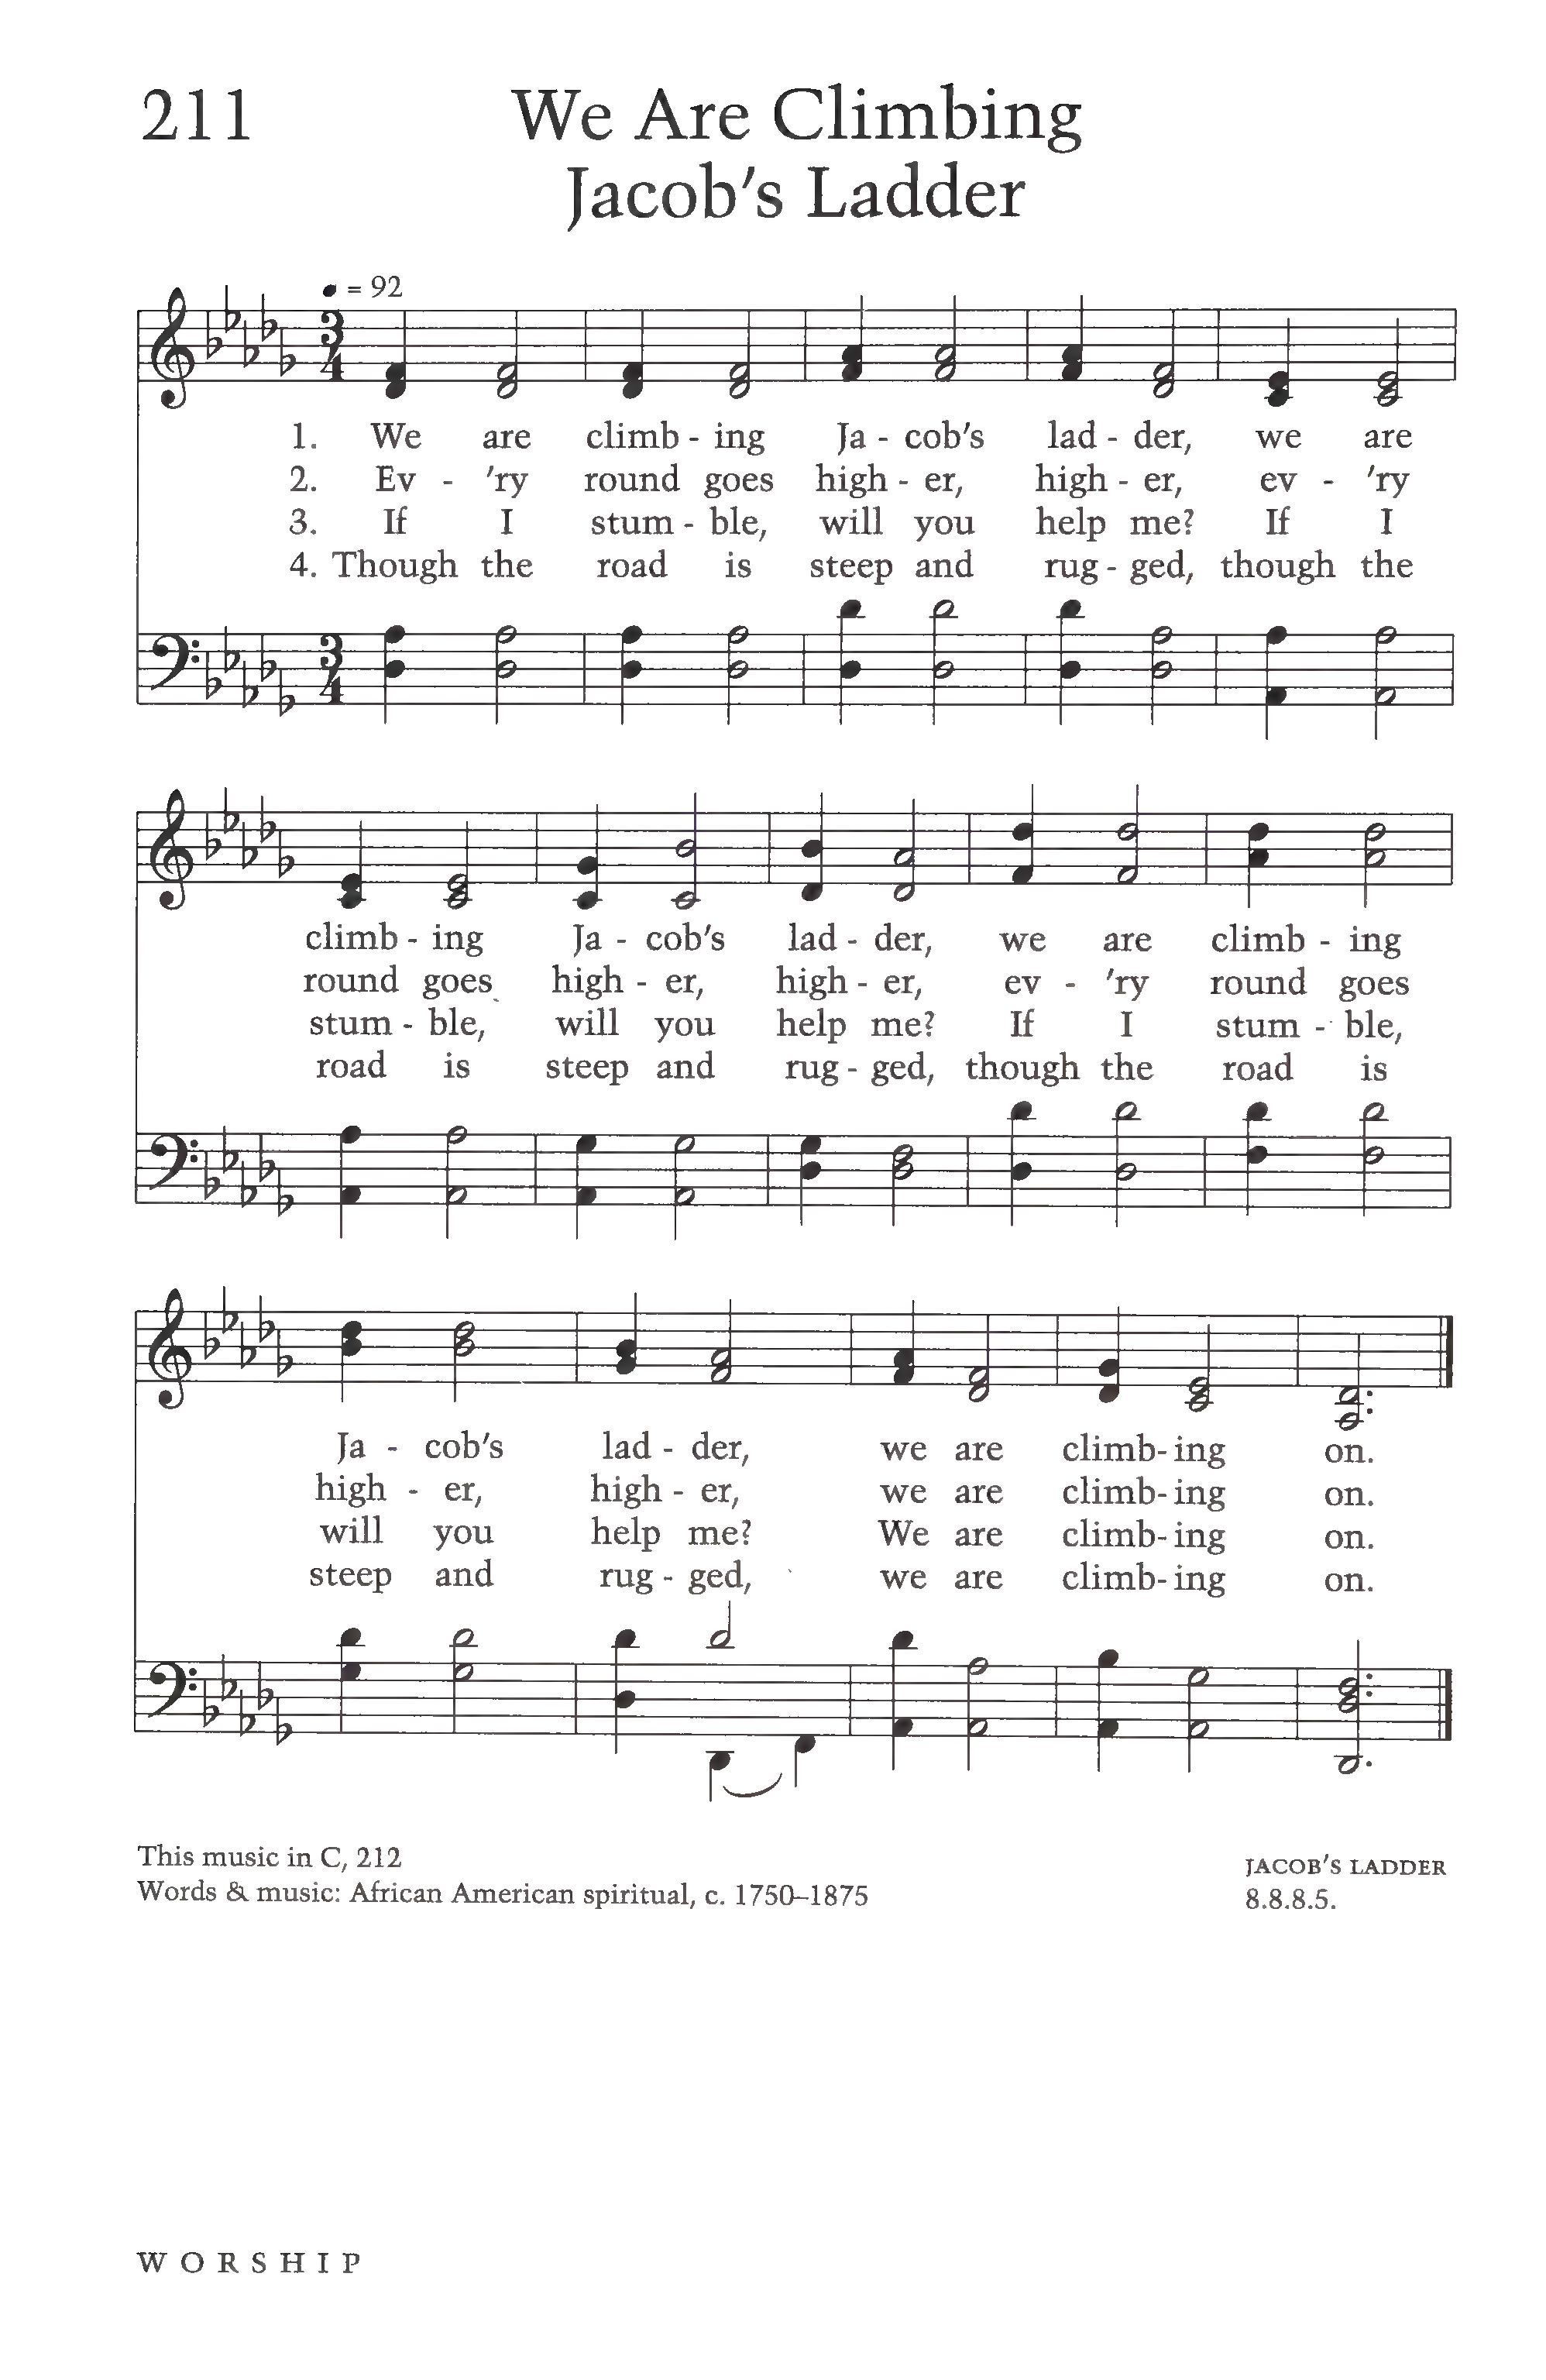 211
We Are Climbing
Jacob's Ladder
= 92
3/4
1. We are climb - ing Ja - cob's lad - der, we are
2. Ev - 'ry round goes high - er, high - er, ev - 'ry
3. If I stum - ble, will you help me? If I
4. Though the road is steep and rug - ged, though the
3/4
climb - ing Ja - cob's lad - der, we are climb - ing
round goes high - er, high - er, ev - 'ry round goes
stum - ble, will you help me? If I stum - ble,
road is steep and rug - ged, though the road is
Ja - cob's lad - der, we are climb - ing on.
high - er, high - er, we are climb - ing on.
will you help me? We are climb - ing on.
steep and rug - ged, we are climb - ing on.
This music in C, 212
Words & music: African American spiritual, c. 1750–1875
JACOB'S LADDER
8.8.8.5.
WORSHIP